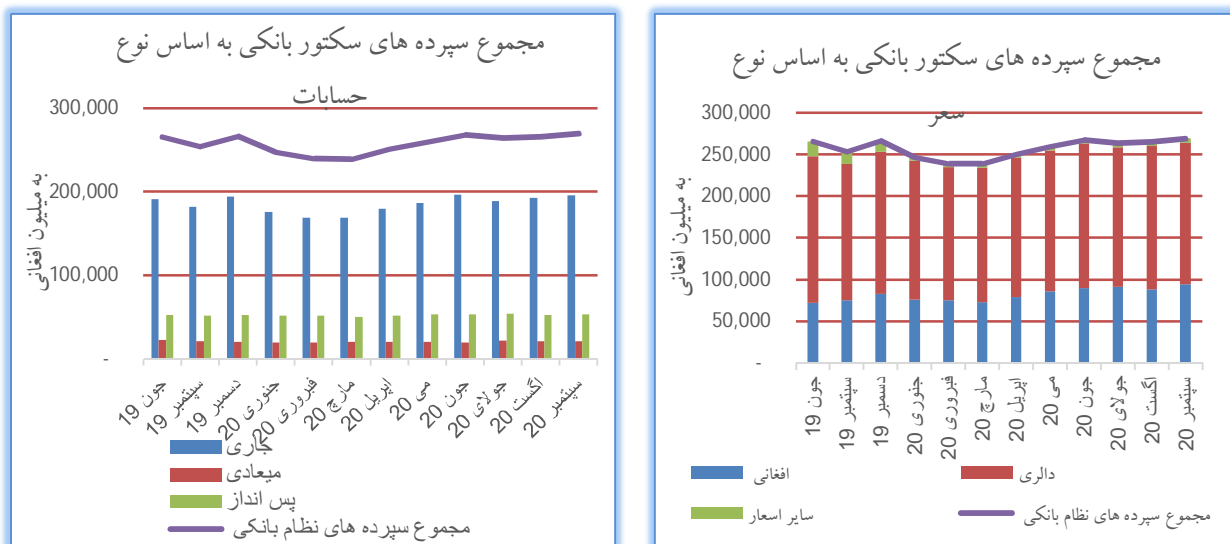 مجموع سپرده های سکتور بانکی به اساس نوع
حسابات
300,000
200,000
100,000
-
به میلیون افغانی
جون 19
سپتمبر 19
دسمبر 19
جنوری 20
فبروری 20
مارچ 20
اپریل 20
می 20
جون 20
جولای 20
اگست 20
سپتمبر 20
جاری
میعادی
پس انداز
مجموع سپرده های نظام بانکی
مجموع سپرده های سکتور بانکی به اساس نوع
سعر
300,000
250,000
200,000
150,000
100,000
50,000
-
به میلیون افغانی
جون 19
سپتمبر 19
دسمبر 19
جنوری 20
فبروری 20
مارچ 20
اپریل 20
می 20
جون 20
جولای 20
اگست 20
سپتمبر 20
افغانی
دالری
سایر اسعار
مجموع سپرده های نظام بانکی